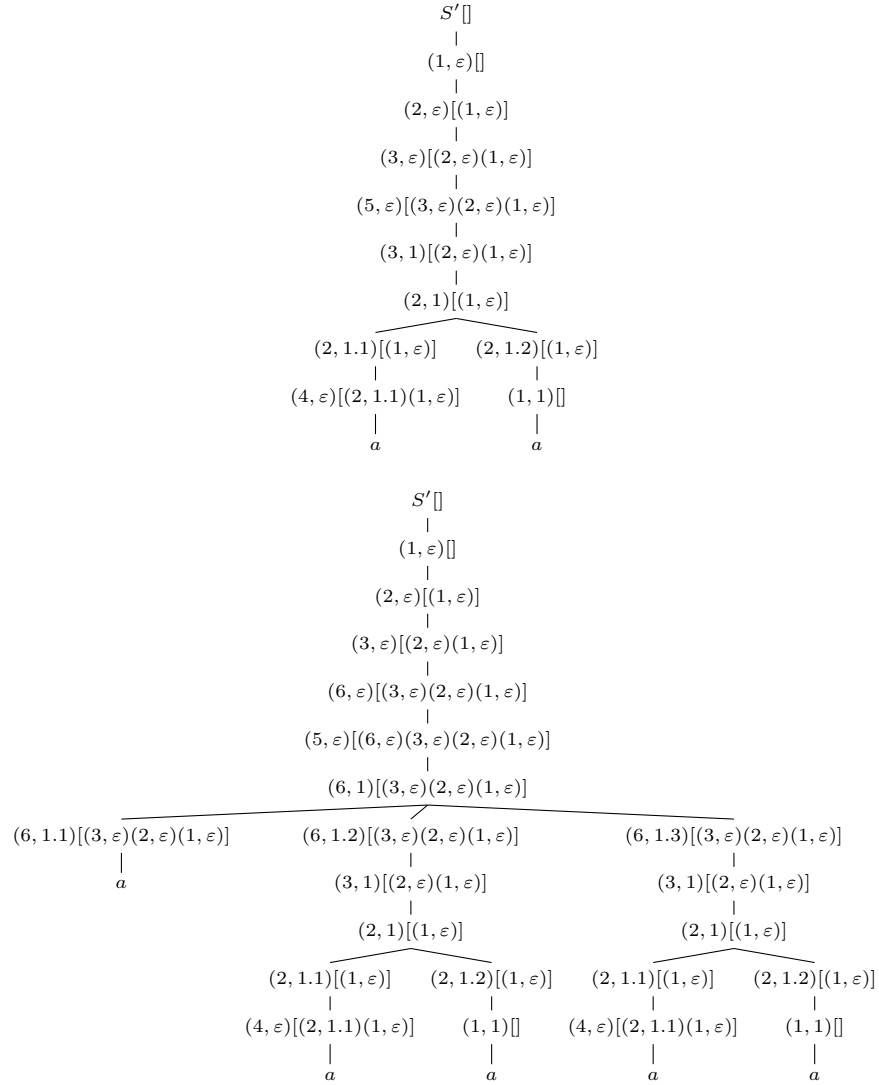 S′[]
(1, ε)[]
(2, ε)[(1, ε)]
(3, ε)[(2, ε)(1, ε)]
(5, ε)[(3, ε)(2, ε)(1, ε)]
(3, 1)[(2, ε)(1, ε)]
(2, 1)[(1, ε)]
(2, 1.1)[(1, ε)] (2, 1.2)[(1, ε)]
(4, ε)[(2, 1.1)(1, ε)] (1, 1)[]
a a
S′[]
(1, ε)[]
(2, ε)[(1, ε)]
(3, ε)[(2, ε)(1, ε)]
(6, ε)[(3, ε)(2, ε)(1, ε)]
(5, ε)[(6, ε)(3, ε)(2, ε)(1, ε)]
(6, 1)[(3, ε)(2, ε)(1, ε)]
(6, 1.1)[(3, ε)(2, ε)(1, ε)] (6, 1.2)[(3, ε)(2, ε)(1, ε)] (6, 1.3)[(3, ε)(2, ε)(1, ε)]
a (3, 1)[(2, ε)(1, ε)] (3, 1)[(2, ε)(1, ε)]
(2, 1)[(1, ε)] (2, 1)[(1, ε)]
(2, 1.1)[(1, ε)] (2, 1.2)[(1, ε)] (2, 1.1)[(1, ε)] (2, 1.2)[(1, ε)]
(4, ε)[(2, 1.1)(1, ε)] (1, 1)[] (4, ε)[(2, 1.1)(1, ε)] (1, 1)[]
a a a a